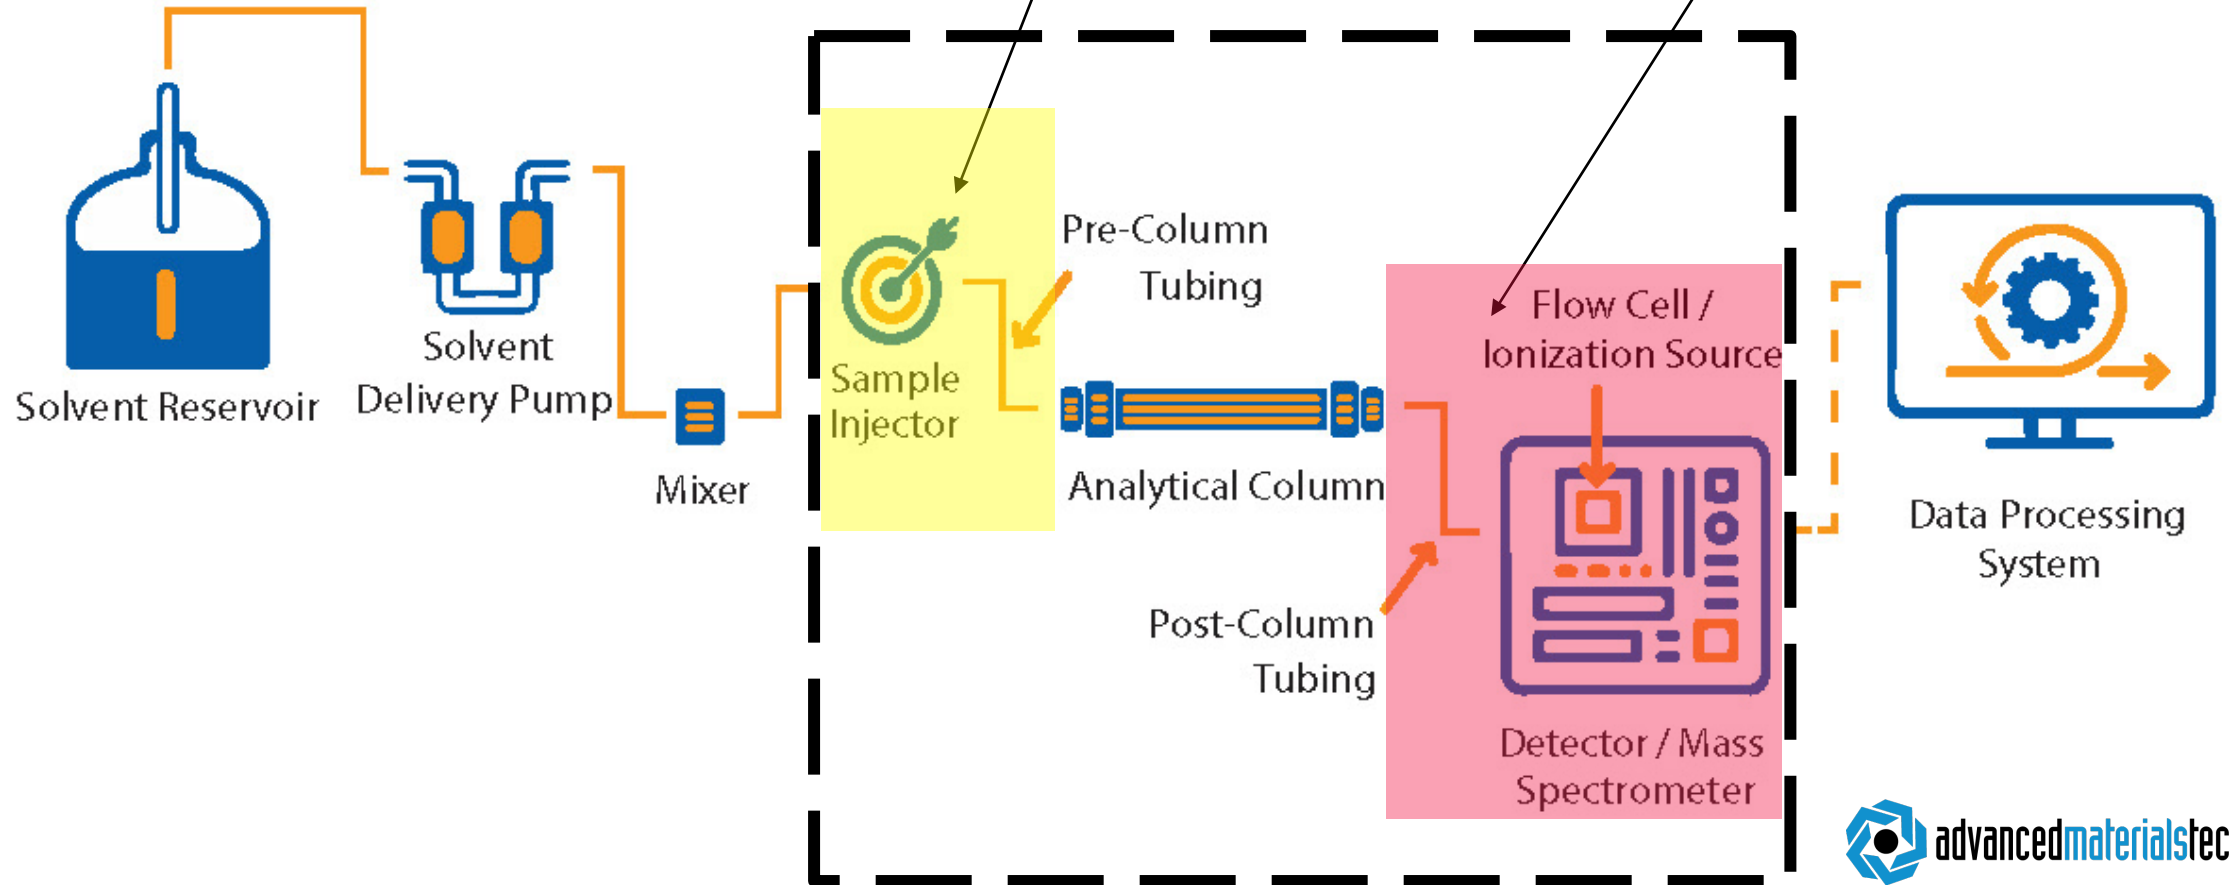 Solvent Reservoir
Solvent
Delivery Pump
Mixer
Sample
Injector
Pre-Column
Tubing
Analytical Column
Post-Column
Tubing
Flow Cell /
Ionization Source
Detector / Mass
Spectrometer
Data Processing
System
advancedmaterialstec